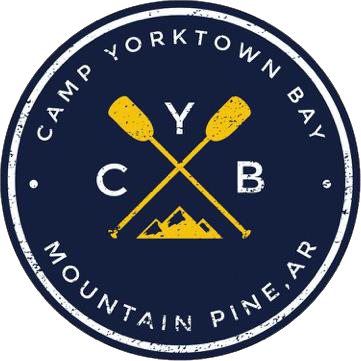 CAMP YORKTOWN BAY
Y
C B
MOUNTAIN PINE, AR